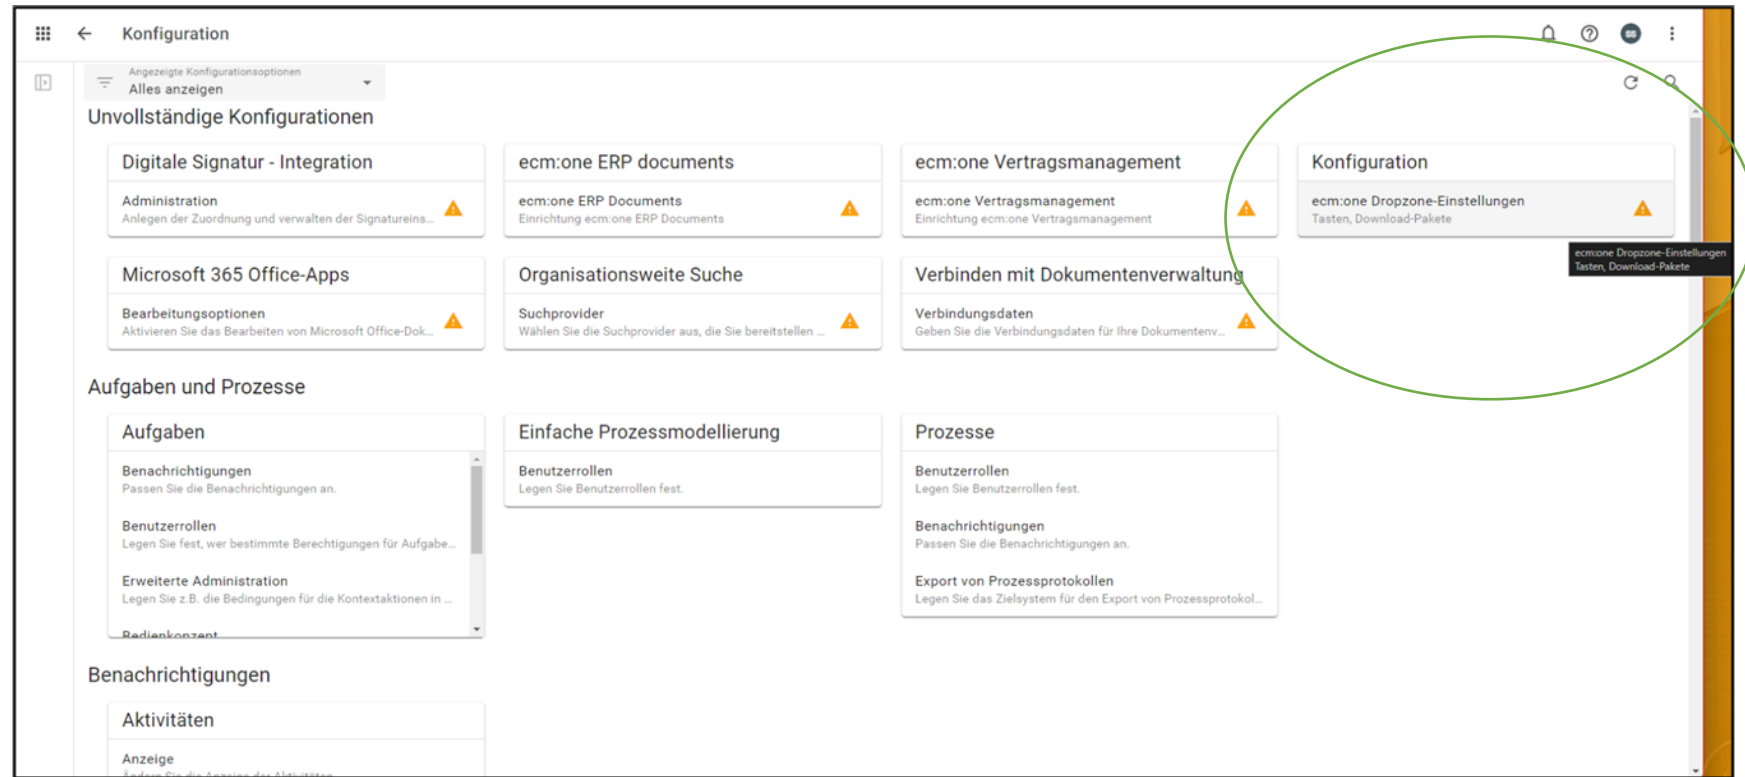 Konfiguration
Angezeigte Konfigurationsoptionen
Alles anzeigen
Unvollständige Konfigurationen
Digitale Signatur - Integration
Administration
Anlegen der Zuordnung und verwalten der Signatureins...
ecm:one ERP documents
ecm:one ERP Documents
Einrichtung ecm:one ERP Documents
ecm:one Vertragsmanagement
ecm:one Vertragsmanagement
Einrichtung ecm:one Vertragsmanagement
Konfiguration
ecm:one Dropzone-Einstellungen
Tasten, Download-Pakete
ecm:one Dropzone-Einstellungen
Tasten, Download-Pakete
Microsoft 365 Office-Apps
Bearbeitungsoptionen
Aktivieren Sie das Bearbeiten von Microsoft Office-Dok...
Organisationsweite Suche
Suchprovider
Wählen Sie die Suchprovider aus, die Sie bereitstellen ...
Verbinden mit Dokumentenverwaltung
Verbindungsdaten
Geben Sie die Verbindungsdaten für Ihre Dokumentenv...
Aufgaben und Prozesse
Aufgaben
Benachrichtigungen
Passen Sie die Benachrichtigungen an.
Benutzerrollen
Legen Sie fest, wer bestimmte Berechtigungen für Aufgabe...
Erweiterte Administration
Legen Sie z.B. die Bedingungen für die Kontextaktionen in ...
Bedienkonzept
Einfache Prozessmodellierung
Benutzerrollen
Legen Sie Benutzerrollen fest.
Prozesse
Benutzerrollen
Legen Sie Benutzerrollen fest.
Benachrichtigungen
Passen Sie die Benachrichtigungen an.
Export von Prozessprotokollen
Legen Sie das Zielsystem für den Export von Prozessprotokol...
Benachrichtigungen
Aktivitäten
Anzeige
Ändern Sie die Anzeige der Aktivitäten